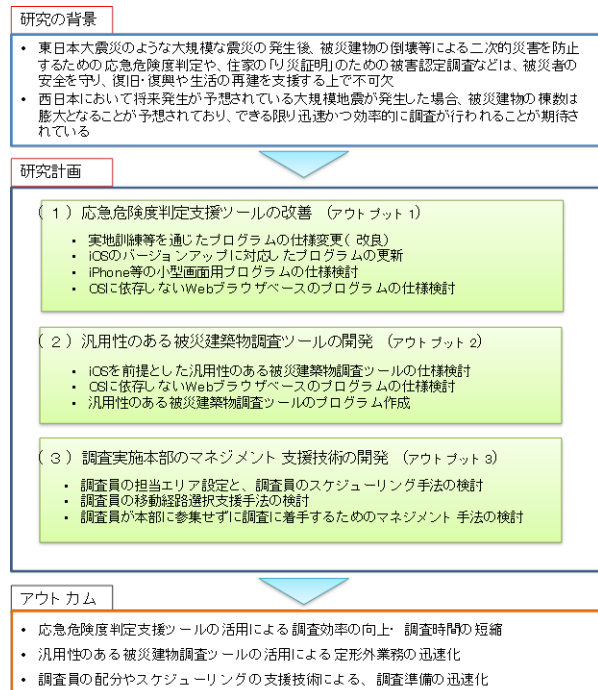 研究の背景
• 東日本大震災のような大規模な震災の発生後、被災建物の倒壊等による二次的災害を防止
するための応急危険度判定や、住家の「り災証明」のための被害認定調査などは、被災者の
安全を守り、復旧・復興や生活の再建を支援する上で不可欠
• 西日本において将来発生が予想されている大規模地震が発生した場合、被災建物の棟数は
膨大となることが予想されており、できる限り迅速かつ効率的に調査が行われることが期待さ
れている
研究計画
(1)応急危険度判定支援ツールの改善 (アウトプット1)
• 実地訓練等を通じたプログラムの仕様変更(改良)
• iOSのバージョンアップに対応したプログラムの更新
• iPhone等の小型画面用プログラムの仕様検討
• OSに依存しないWebブラウザベースのプログラムの仕様検討
(2)汎用性のある被災建築物調査ツールの開発 (アウトプット2)
• iOSを前提とした汎用性のある被災建築物調査ツールの仕様検討
• OSに依存しないWebブラウザベースのプログラムの仕様検討
• 汎用性のある被災建築物調査ツールのプログラム作成
(3)調査実施本部のマネジメント支援技術の開発 (アウトプット3)
• 調査員の担当エリア設定と、調査員のスケジューリング手法の検討
• 調査員の移動経路選択支援手法の検討
• 調査員が本部に参集せずに調査に着手するためのマネジメント手法の検討
アウトカム
• 応急危険度判定支援ツールの活用による調査効率の向上・調査時間の短縮
• 汎用性のある被災建物調査ツールの活用による定形外業務の迅速化
• 調査員の配分やスケジューリングの支援技術による、調査準備の迅速化